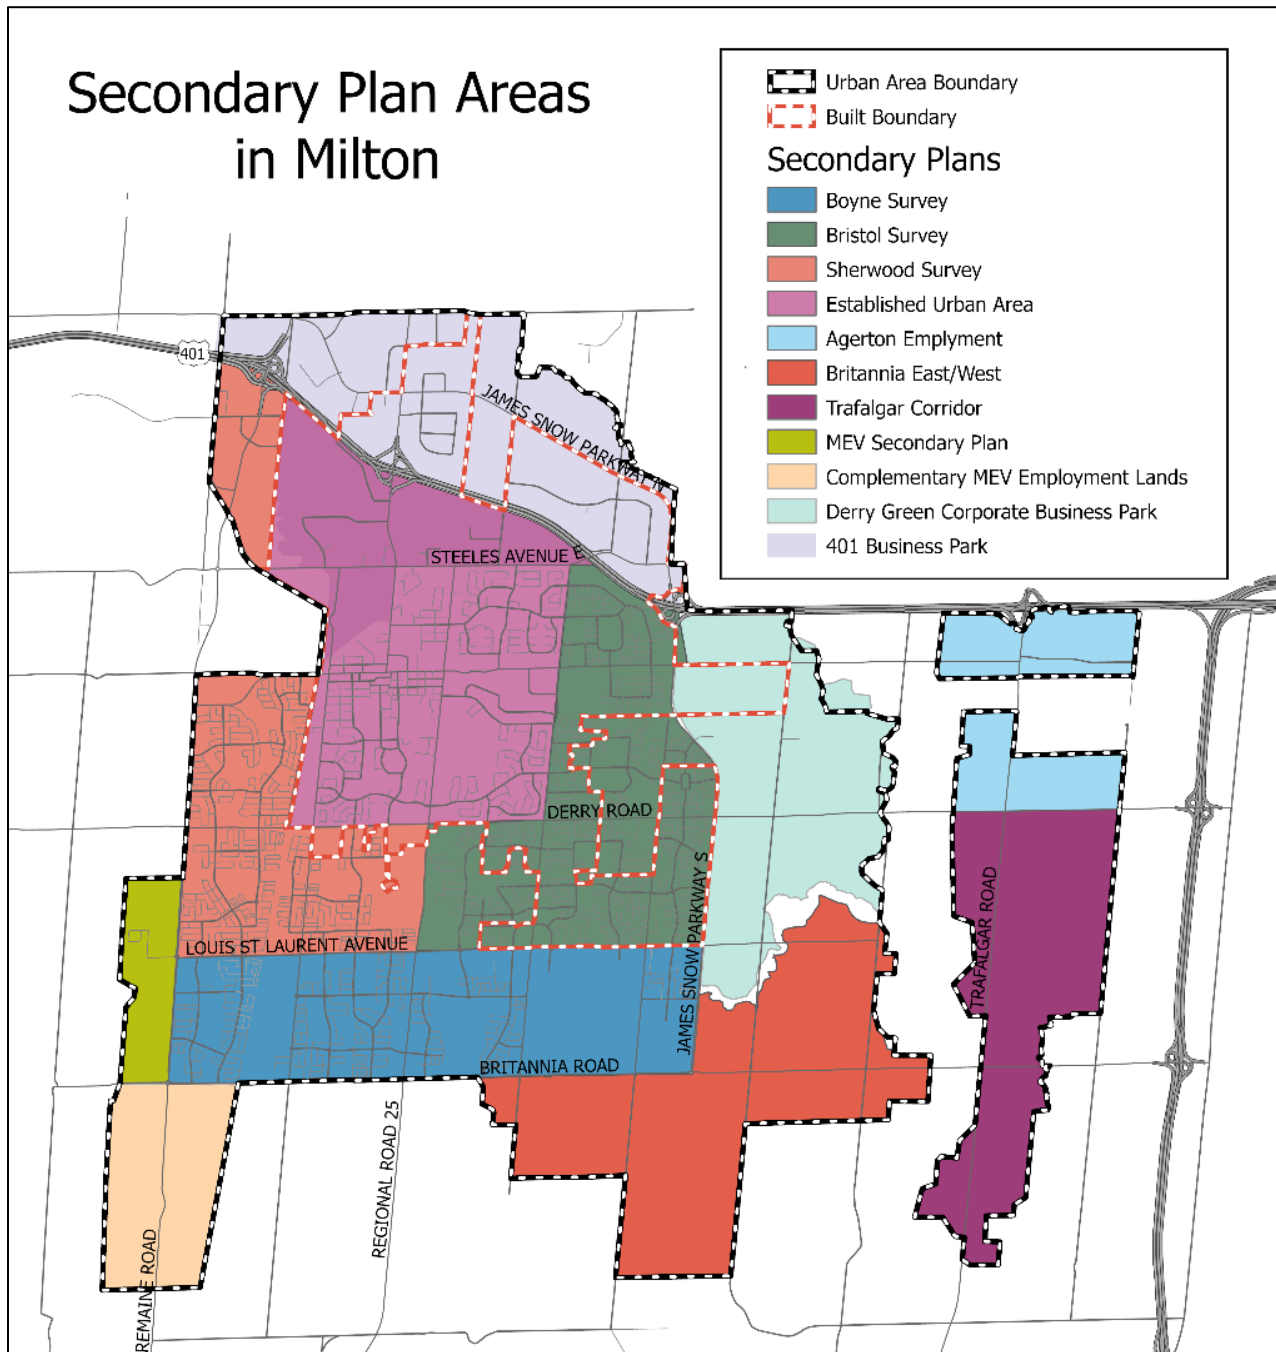 Secondary Plan Areas
in Milton
Urban Area Boundary
Built Boundary
Secondary Plans
Boyne Survey
Bristol Survey
Sherwood Survey
Established Urban Area
Agerton Emplyment
Britannia East/West
Trafalgar Corridor
MEV Secondary Plan
Complementary MEV Employment Lands
Derry Green Corporate Business Park
401 Business Park
401
JAMES SNOW PARKWAY N
STEELES AVENUE E
DERRY ROAD
LOUIS ST LAURENT AVENUE
JAMES SNOW PARKWAY S
TRAFALGAR ROAD
BRITANNIA ROAD
REGIONAL ROAD 25
REMAINE ROAD